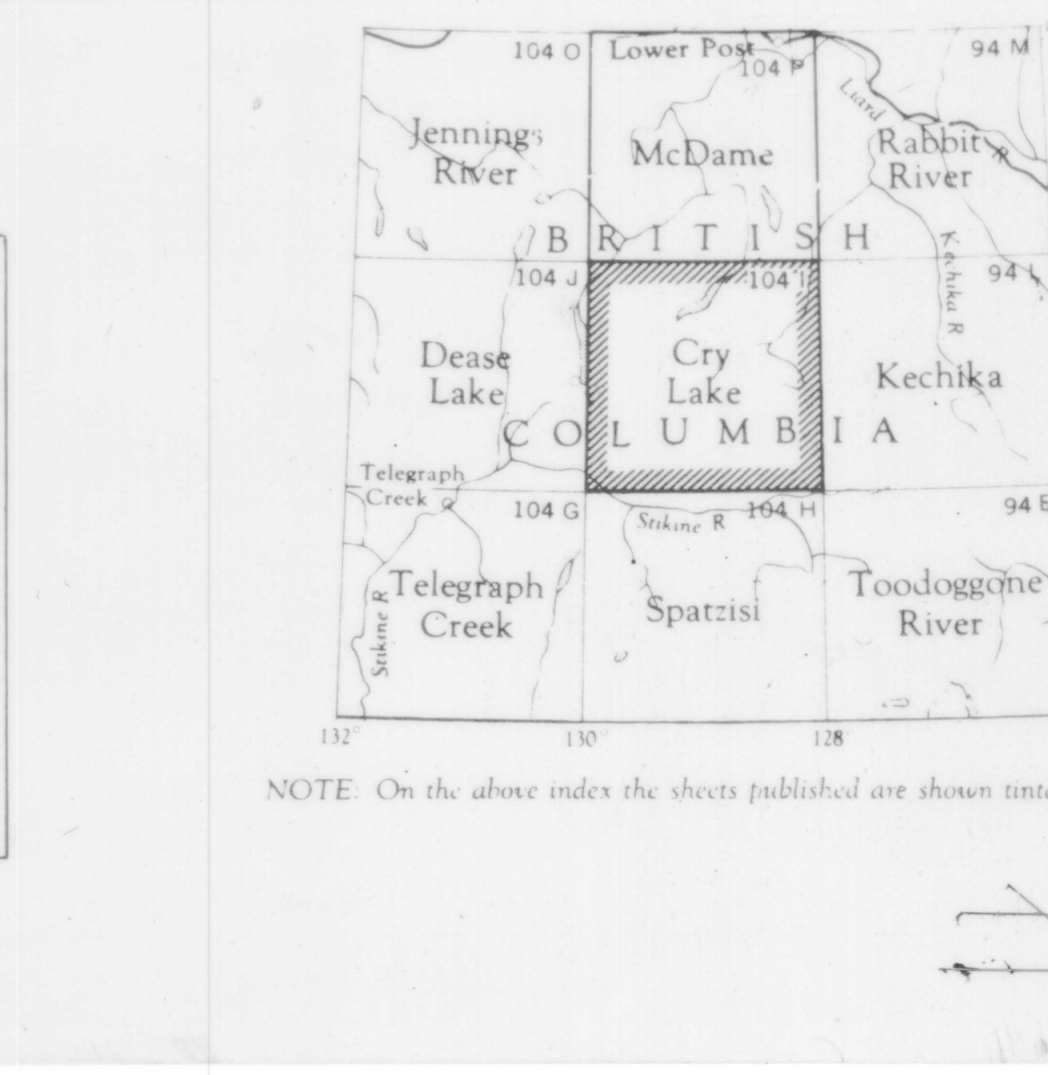 104 O
Lower Post
104 P
94 M
Liard
Jennings
River
McDame
Rabbit
River
BRITISH
104 J
104 I
94 L
Kechika R
Dease
Lake
Cry
Lake
Kechika
COLUMBIA
Telegraph
Creek
104 G
Stikine R
104 H
94 E
Telegraph
Creek
Spatzisi
Toodoggone
River
Stikine R
132°
130°
128
NOTE: On the above index the sheets published are shown